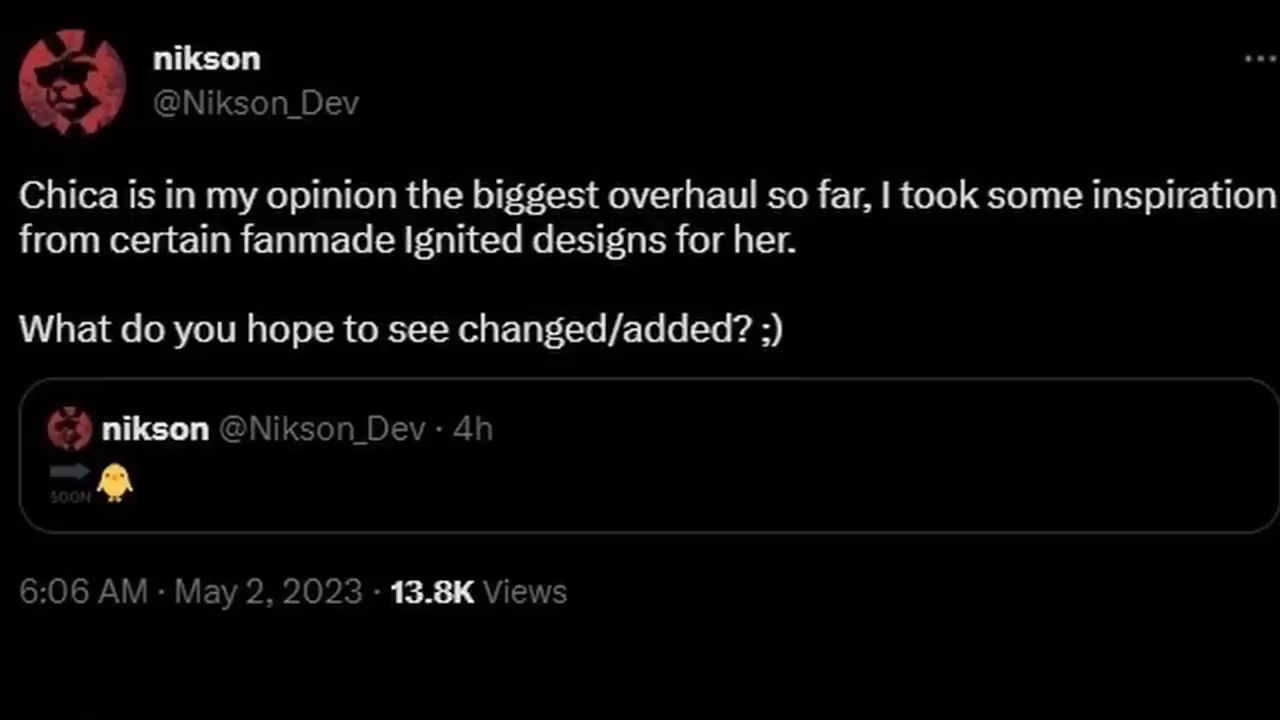 nikson
@Nikson_Dev
Chica is in my opinion the biggest overhaul so far, I took some inspiration
from certain fanmade Ignited designs for her.
What do you hope to see changed/added? ;)
nikson @Nikson_Dev · 4h
SOON
6:06 AM · May 2, 2023 · 13.8K Views